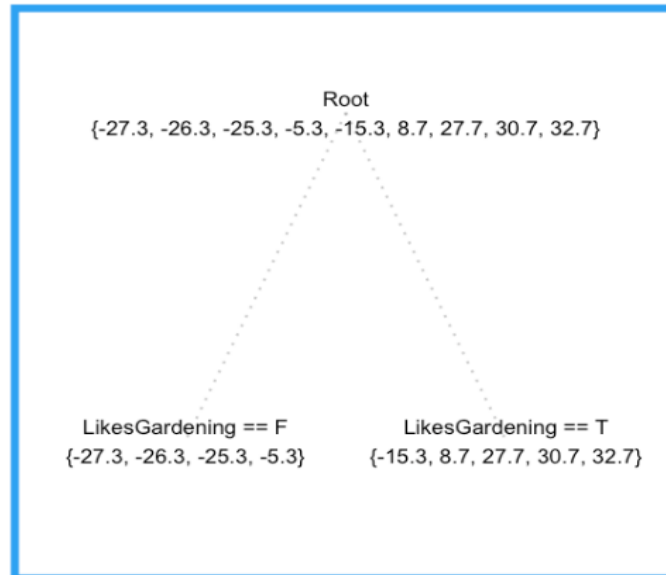 Root
{-27.3, -26.3, -25.3, -5.3, -15.3, 8.7, 27.7, 30.7, 32.7}
LikesGardening == F
{-27.3, -26.3, -25.3, -5.3}
LikesGardening == T
{-15.3, 8.7, 27.7, 30.7, 32.7}